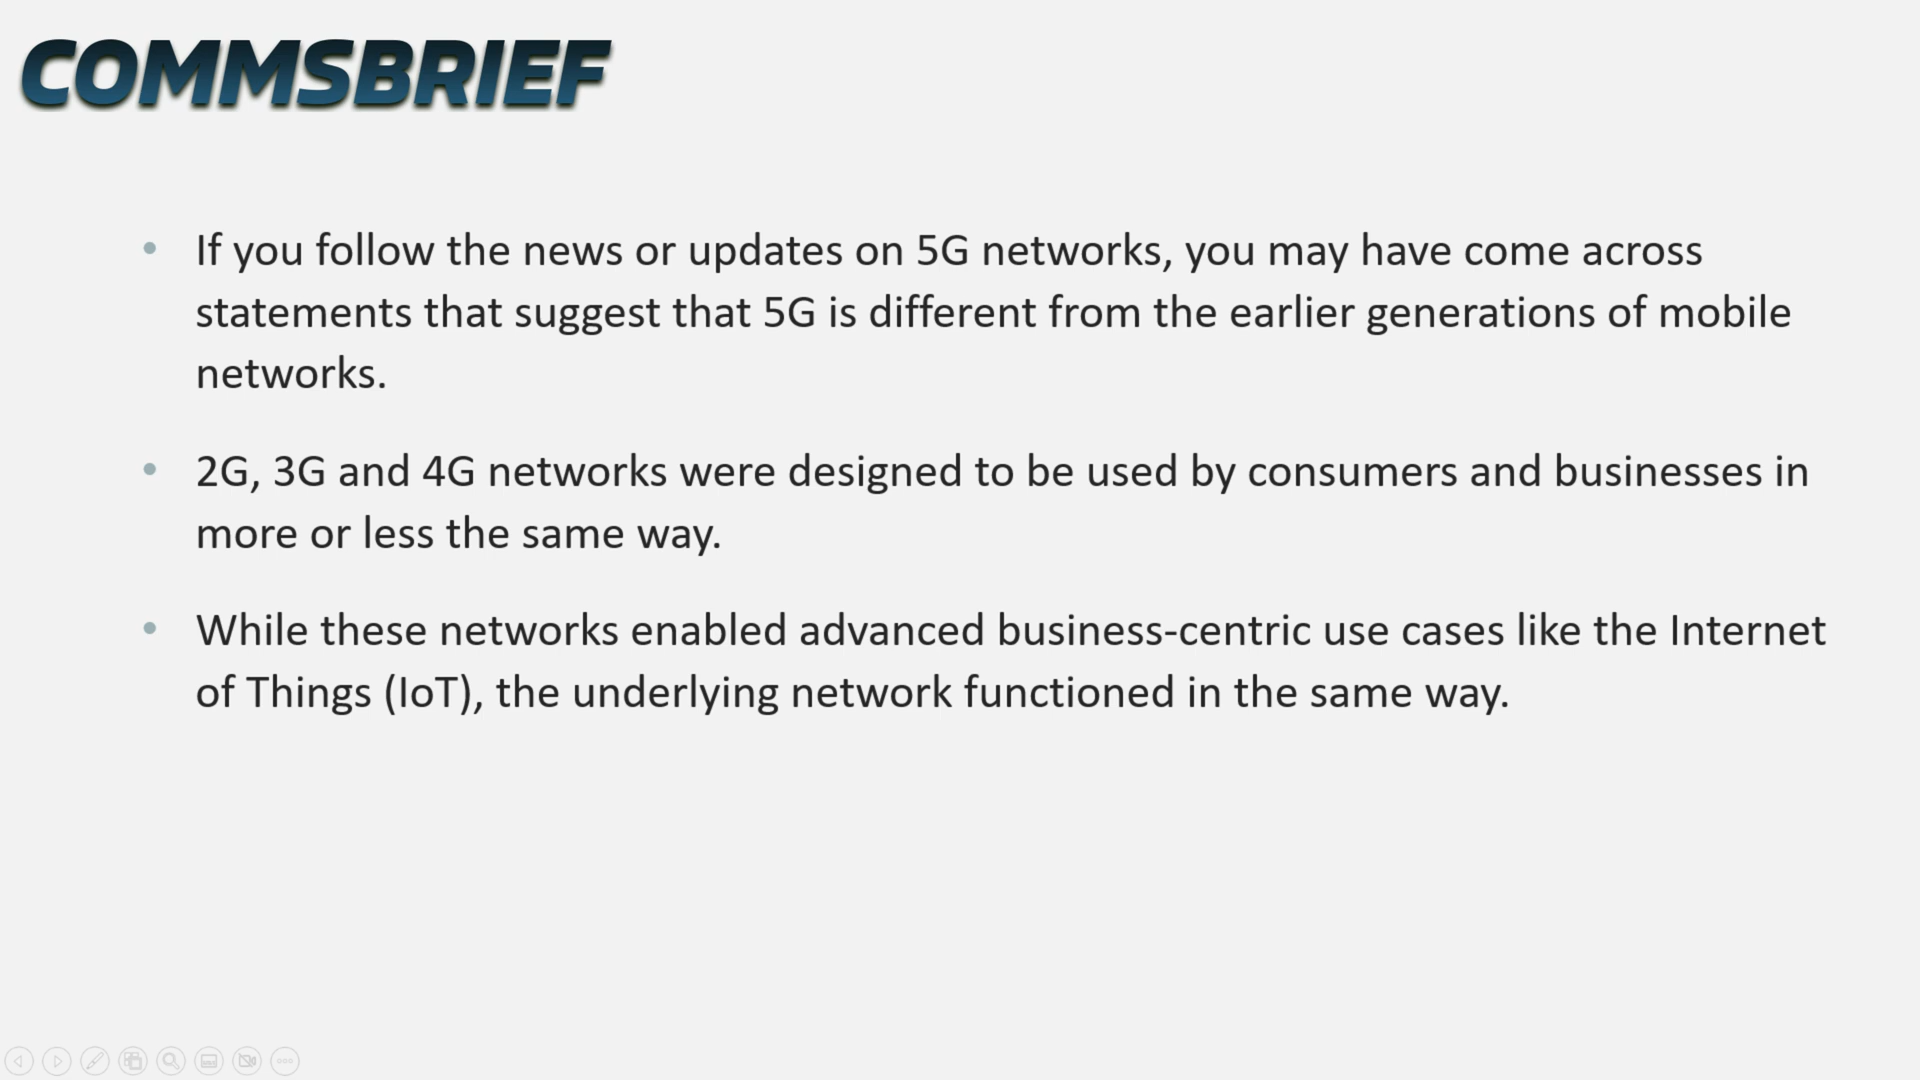 COMMSBRIEF
• If you follow the news or updates on 5G networks, you may have come across
statements that suggest that 5G is different from the earlier generations of mobile
networks.
• 2G, 3G and 4G networks were designed to be used by consumers and businesses in
more or less the same way.
• While these networks enabled advanced business-centric use cases like the Internet
of Things (IoT), the underlying network functioned in the same way.